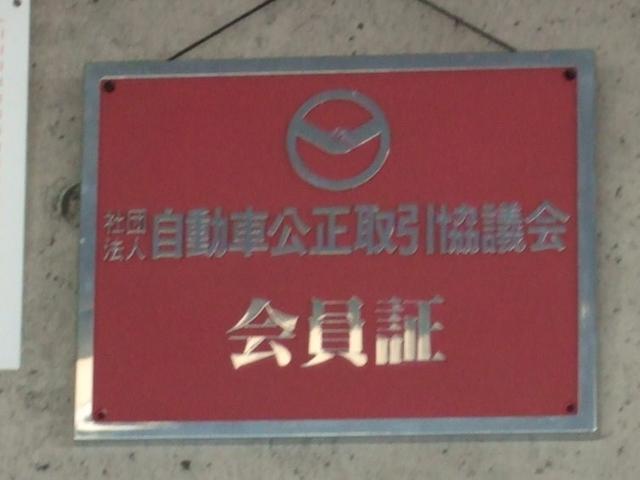 社団法人 自動車公正取引協議会
会員証